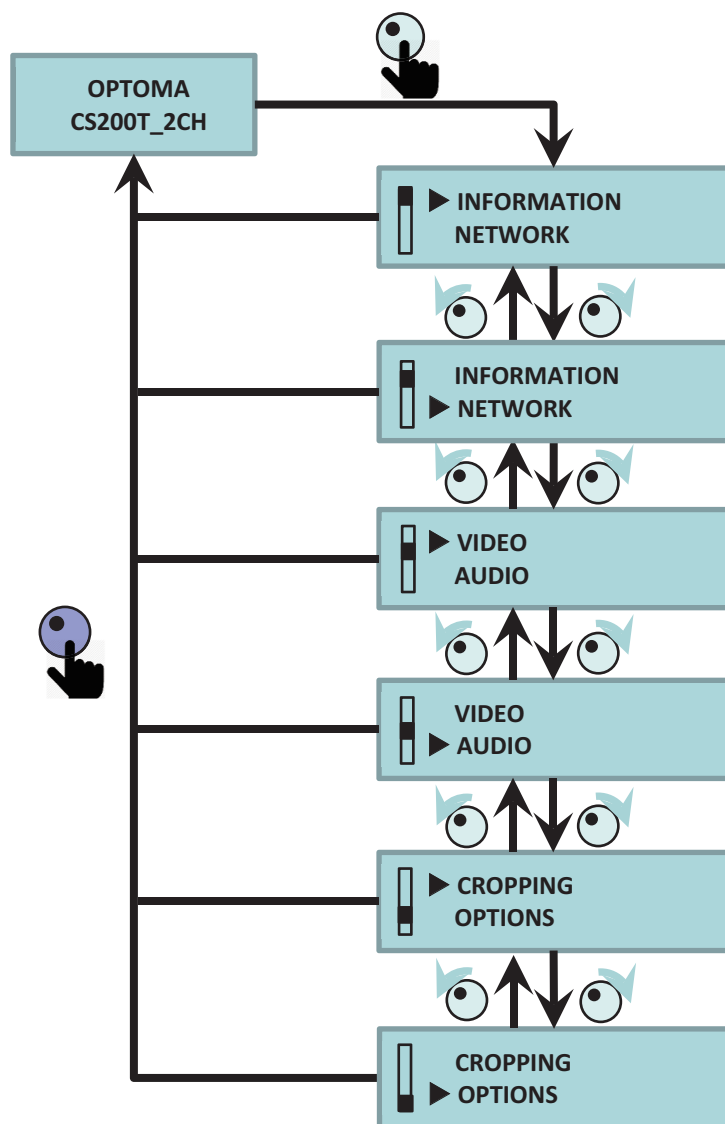 OPTOMA
CS200T_2CH
▶ INFORMATION
NETWORK
INFORMATION
▶ NETWORK
▶ VIDEO
AUDIO
VIDEO
▶ AUDIO
▶ CROPPING
OPTIONS
CROPPING
▶ OPTIONS